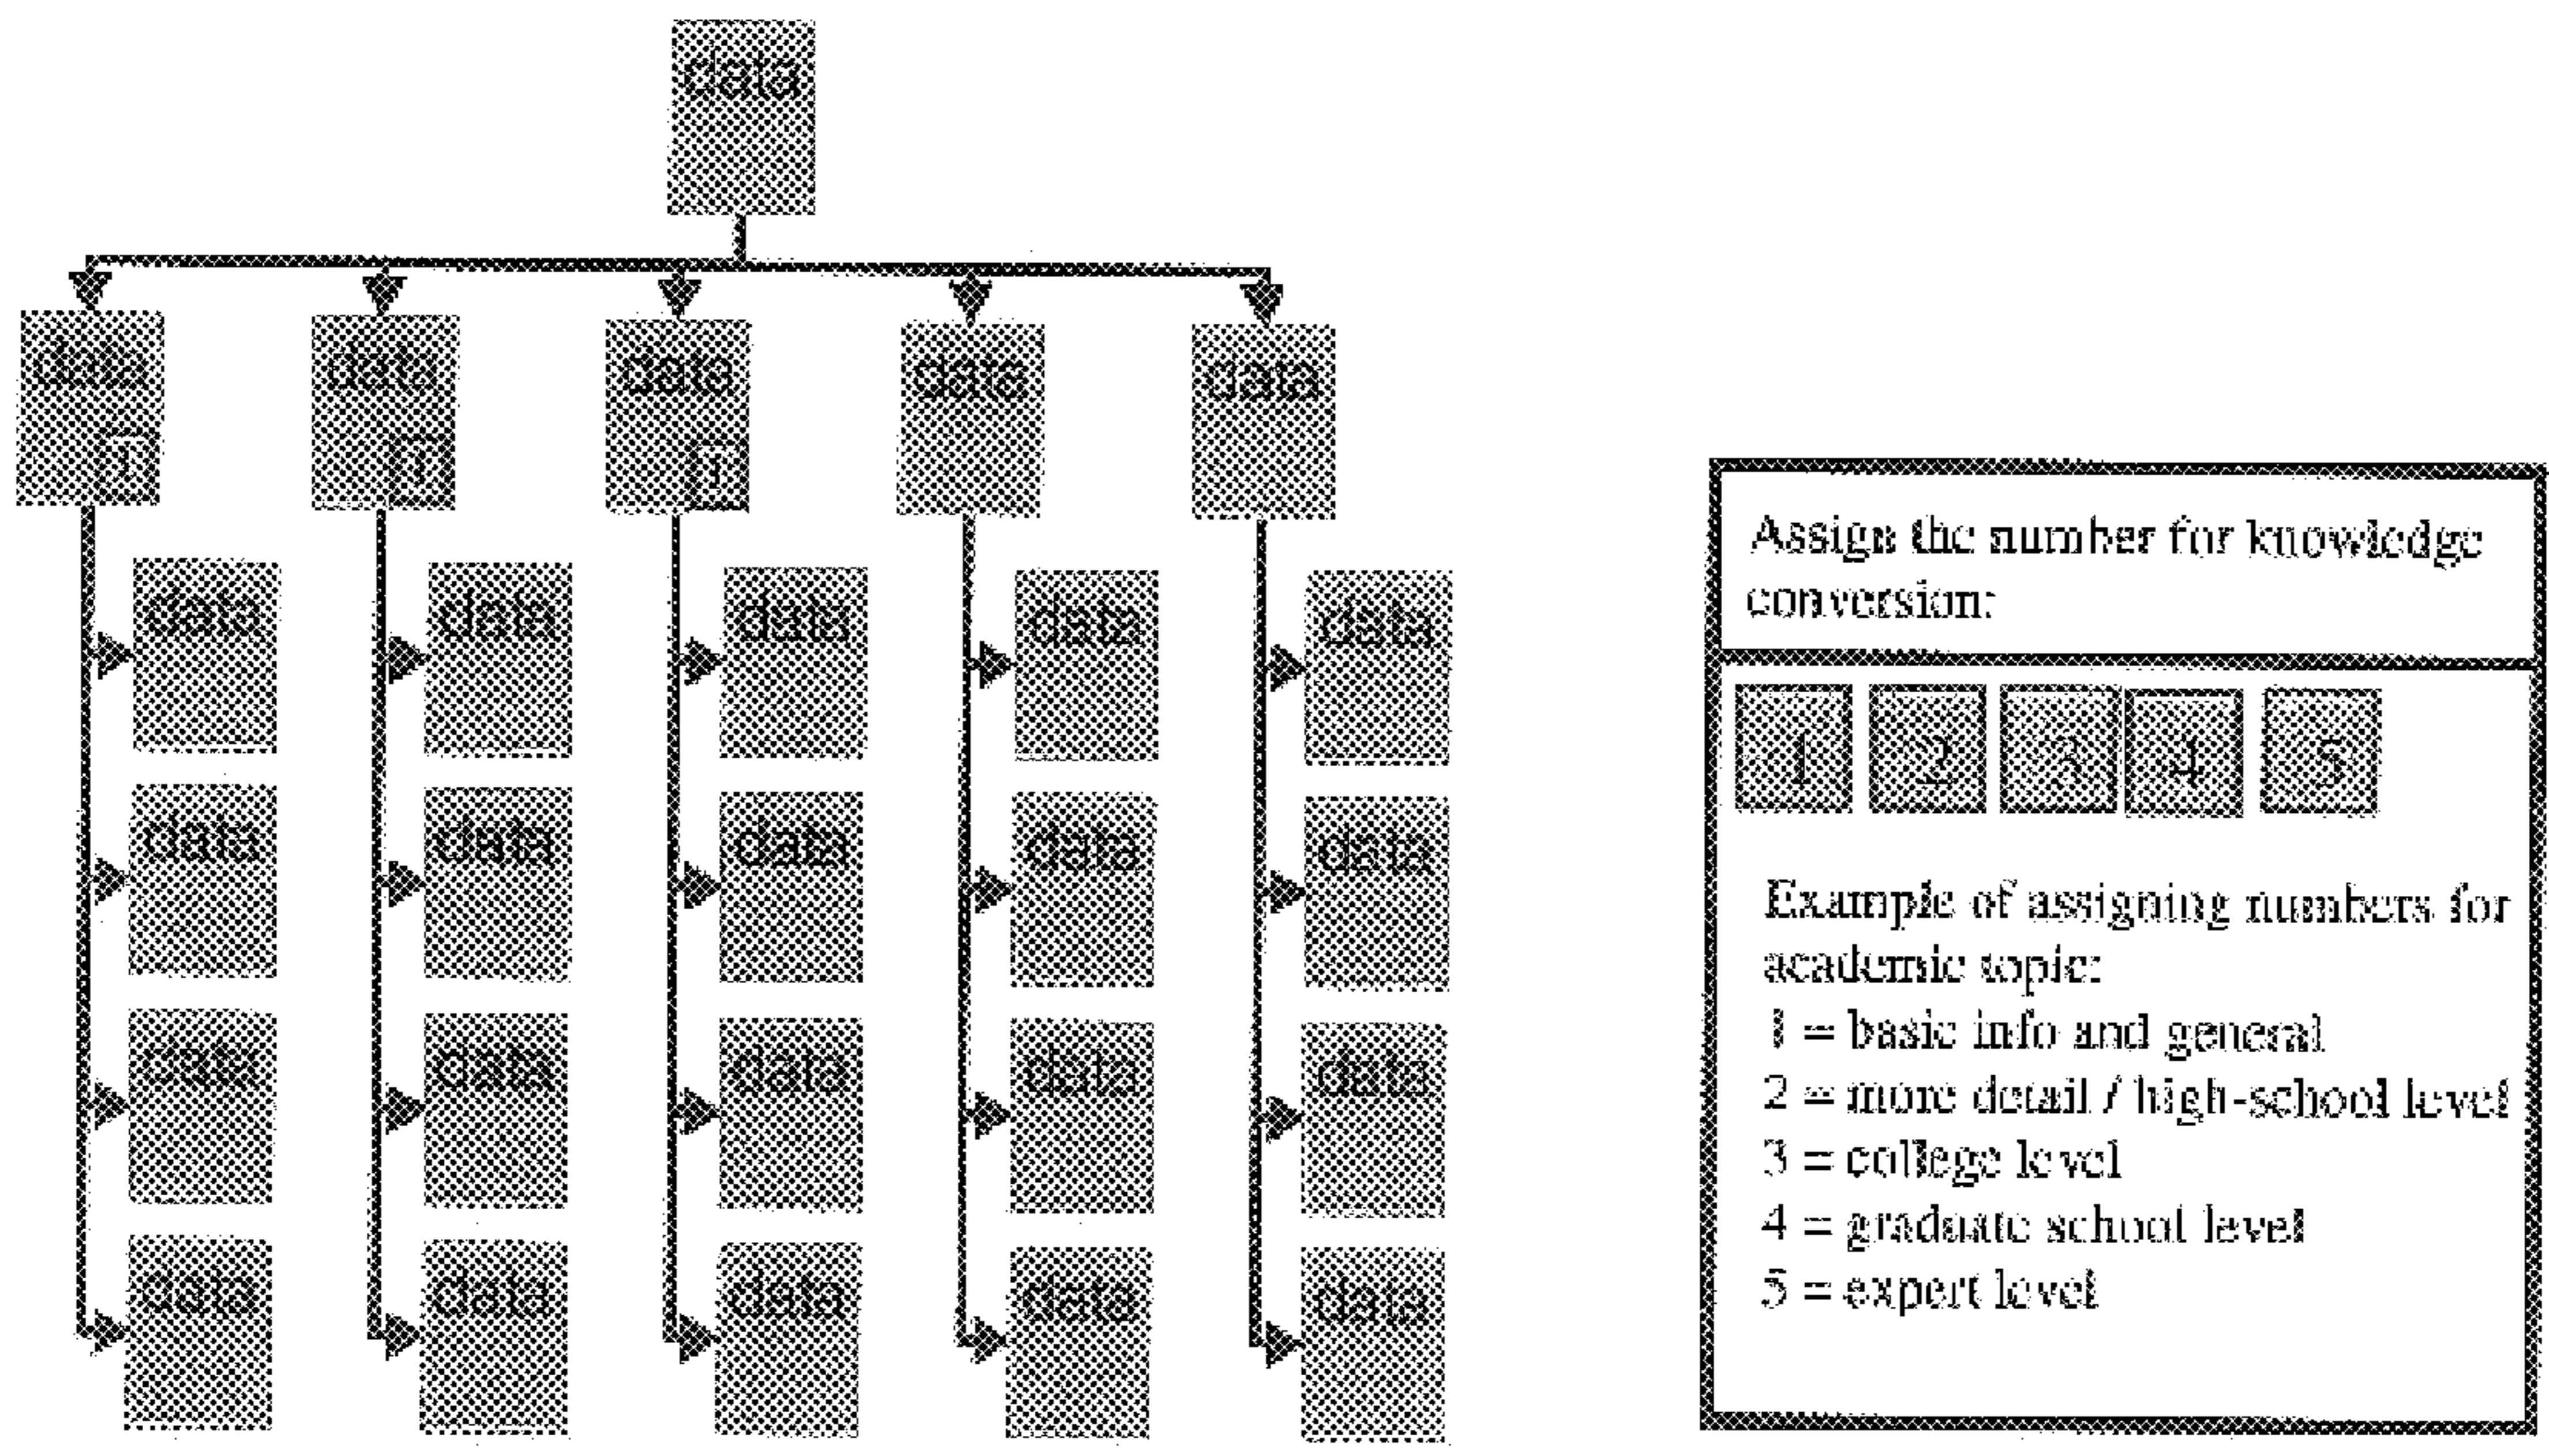 data
data data data data data
1 1 1
data data data data data
data data data data data
data data data data data
data data data data data
Assign the number for knowledge
conversion:
1 2 3 4 5
Example of assigning numbers for
academic topic:
1 = basic info and general
2 = more detail / high-school level
3 = college level
4 = graduate school level
5 = expert level